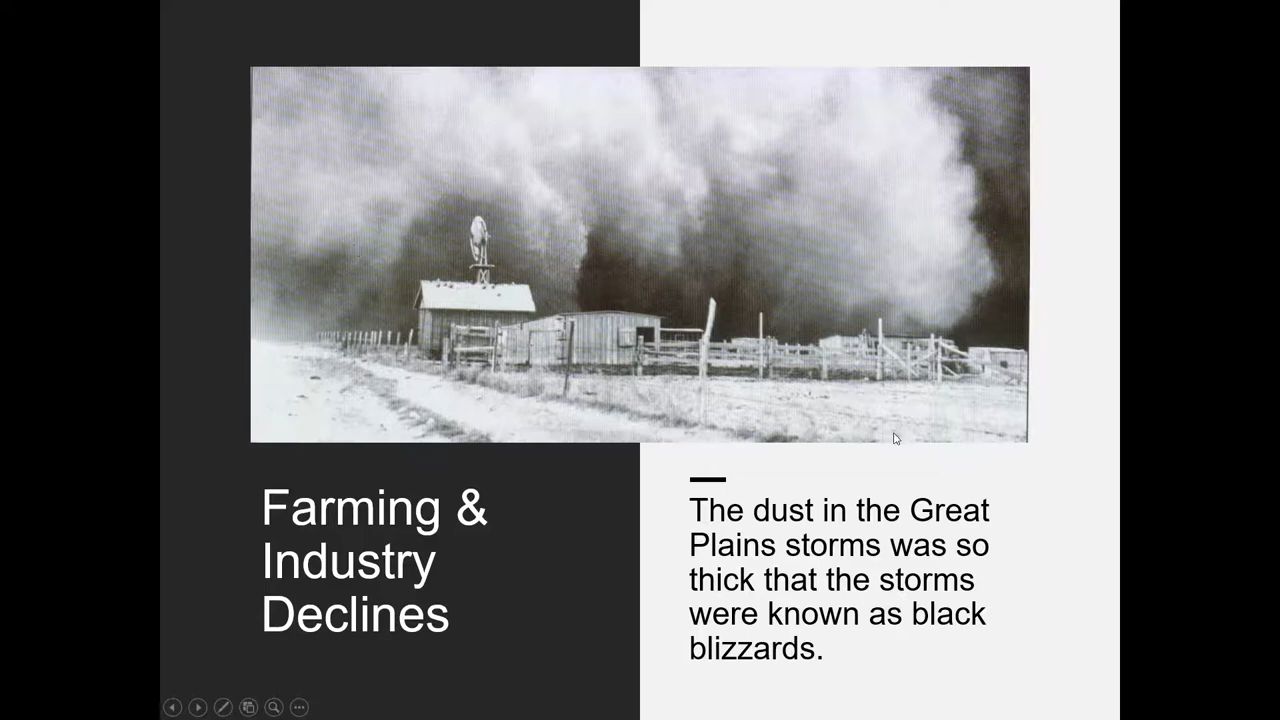 Farming &
Industry
Declines
The dust in the Great
Plains storms was so
thick that the storms
were known as black
blizzards.